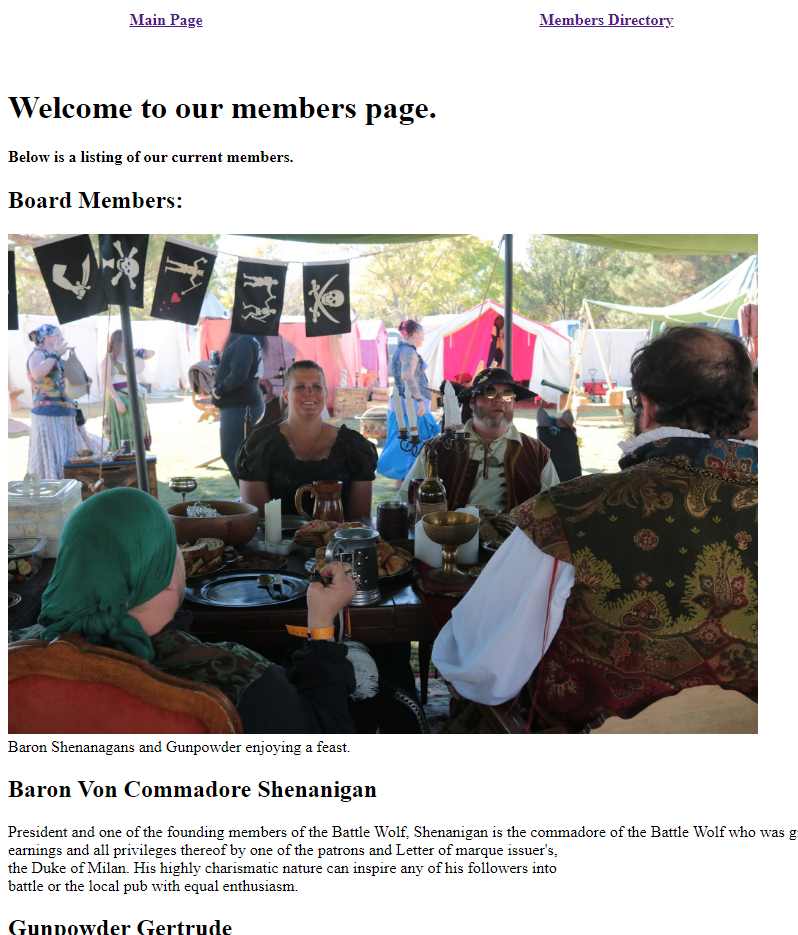 Main Page
Members Directory
Welcome to our members page.
Below is a listing of our current members.
Board Members:
Baron Shenanagans and Gunpowder enjoying a feast.
Baron Von Commadore Shenanigan
President and one of the founding members of the Battle Wolf, Shenanigan is the commadore of the Battle Wolf who was g
earnings and all privileges thereof by one of the patrons and Letter of marque issuer's,
the Duke of Milan. His highly charismatic nature can inspire any of his followers into
battle or the local pub with equal enthusiasm.
Gunpowder Gertrude